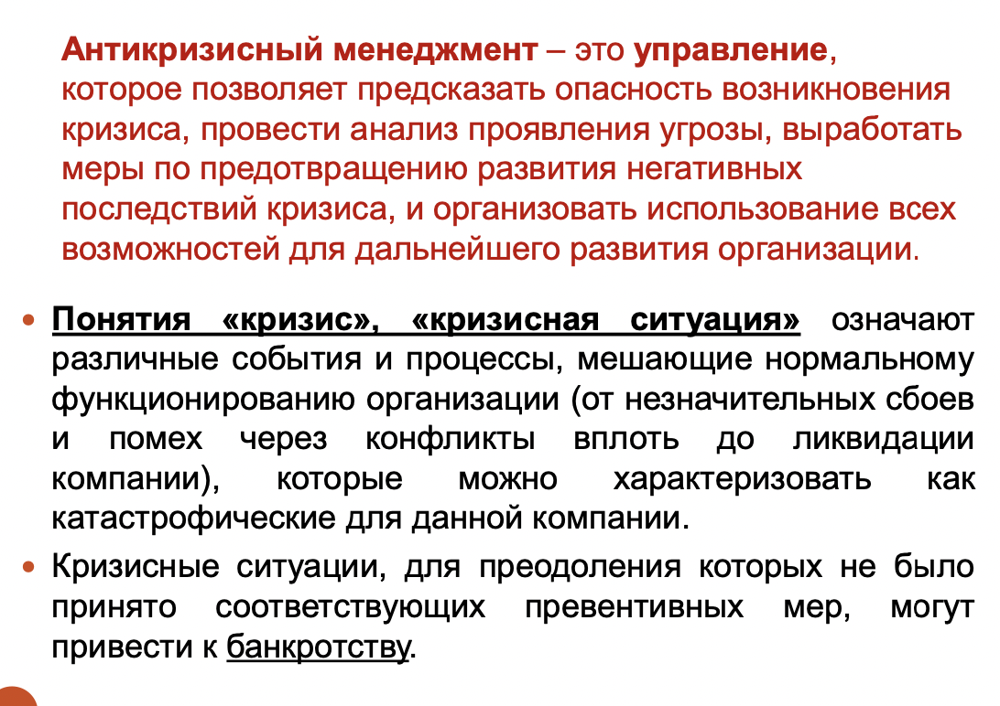 Антикризисный менеджмент – это управление,
которое позволяет предсказать опасность возникновения
кризиса, провести анализ проявления угрозы, выработать
меры по предотвращению развития негативных
последствий кризиса, и организовать использование всех
возможностей для дальнейшего развития организации.
• Понятия «кризис», «кризисная ситуация» означают
различные события и процессы, мешающие нормальному
функционированию организации (от незначительных сбоев
и помех через конфликты вплоть до ликвидации
компании), которые можно характеризовать как
катастрофические для данной компании.
• Кризисные ситуации, для преодоления которых не было
принято соответствующих превентивных мер, могут
привести к банкротству.